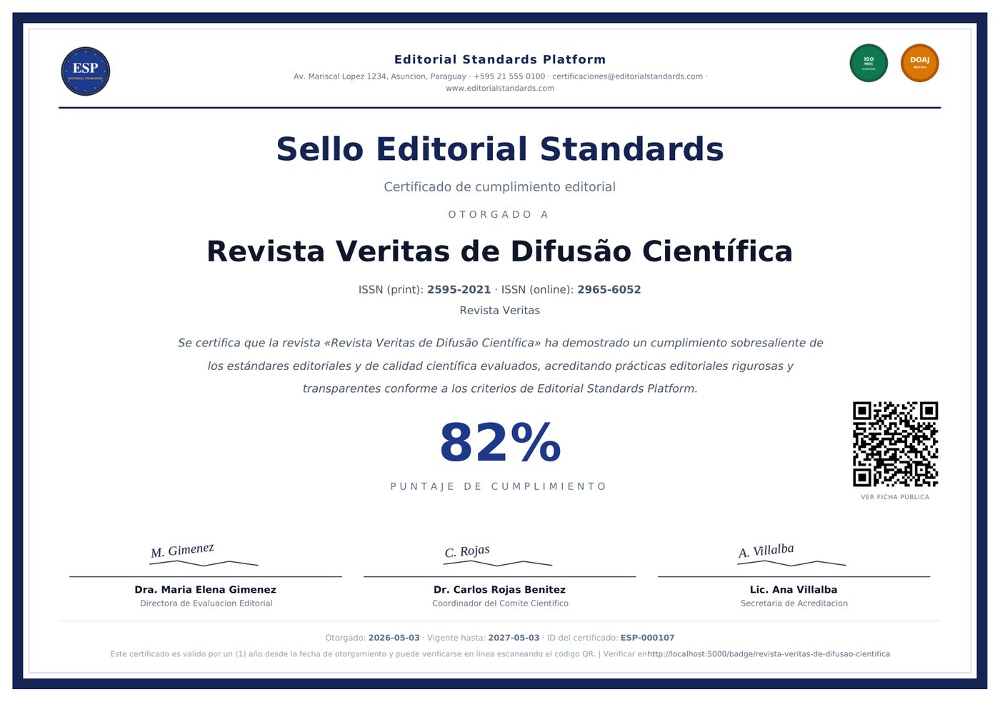 ESP
EDITORIAL STANDARDS
Editorial Standards Platform
Av. Mariscal Lopez 1234, Asuncion, Paraguay · +595 21 555 0100 · certificaciones@editorialstandards.com ·
www.editorialstandards.com
ISO
9001
CERTIFIED
DOAJ
INDEXED
Sello Editorial Standards
Certificado de cumplimiento editorial
OTORGADO A
Revista Veritas de Difusão Científica
ISSN (print): 2595-2021 · ISSN (online): 2965-6052
Revista Veritas
Se certifica que la revista «Revista Veritas de Difusão Científica» ha demostrado un cumplimiento sobresaliente de
los estándares editoriales y de calidad científica evaluados, acreditando prácticas editoriales rigurosas y
transparentes conforme a los criterios de Editorial Standards Platform.
82%
PUNTAJE DE CUMPLIMIENTO
VER FICHA PÚBLICA
M. Gimenez
C. Rojas
A. Villalba
Dra. Maria Elena Gimenez
Directora de Evaluacion Editorial
Dr. Carlos Rojas Benitez
Coordinador del Comite Cientifico
Lic. Ana Villalba
Secretaria de Acreditacion
Otorgado: 2026-05-03 · Vigente hasta: 2027-05-03 · ID del certificado: ESP-000107
Este certificado es valido por un (1) año desde la fecha de otorgamiento y puede verificarse en línea escaneando el código QR. | Verificar enhttp://localhost:5000/badge/revista-veritas-de-difusao-cientifica